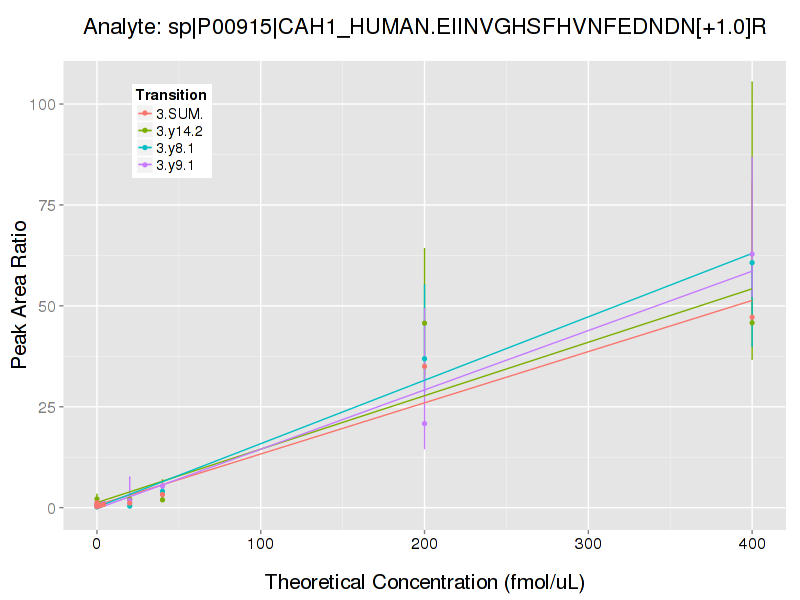 Analyte: sp|P00915|CAH1_HUMAN.EIINVGHSFHVNFEDNDN[+1.0]R
Transition
3.SUM.
3.y14.2
3.y8.1
3.y9.1
Peak Area Ratio
100
75
50
25
0
0 100 200 300 400
Theoretical Concentration (fmol/uL)